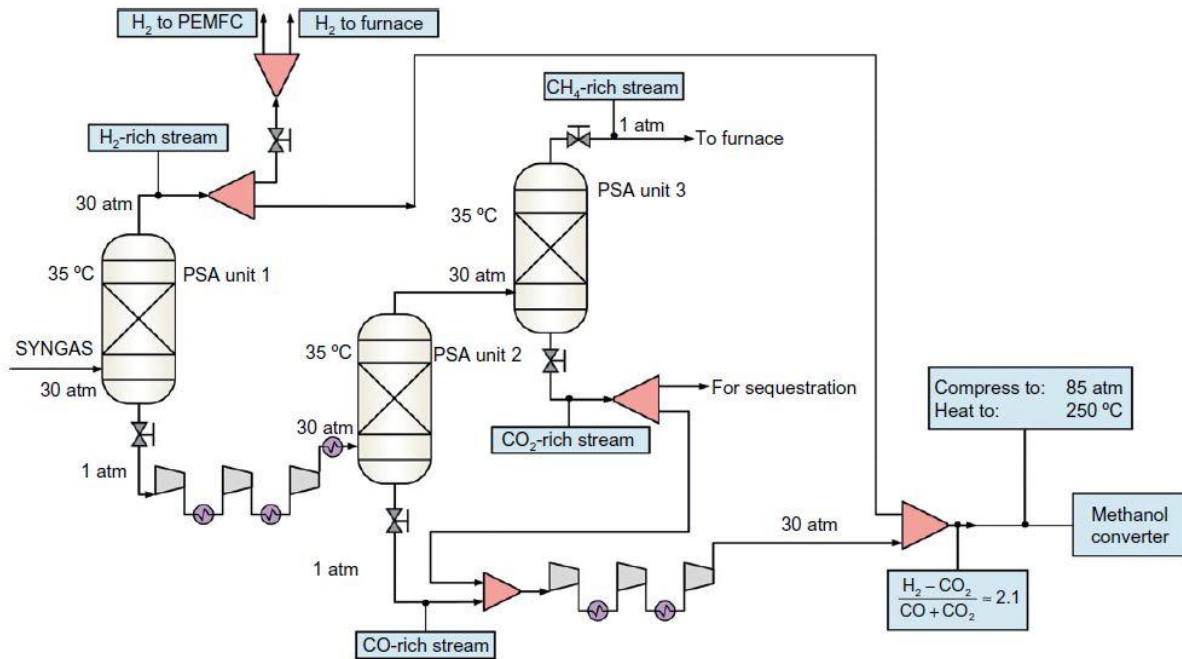 H₂ to PEMFC
H₂ to furnace
CH₄-rich stream
H₂-rich stream
1 atm
To furnace
30 atm
PSA unit 3
35 ºC
35 ºC
PSA unit 1
30 atm
SYNGAS
30 atm
35 ºC
PSA unit 2
For sequestration
Compress to: 85 atm
Heat to: 250 ºC
30 atm
CO₂-rich stream
1 atm
30 atm
Methanol
converter
1 atm
H₂ – CO₂
CO + CO₂
≈ 2.1
CO-rich stream